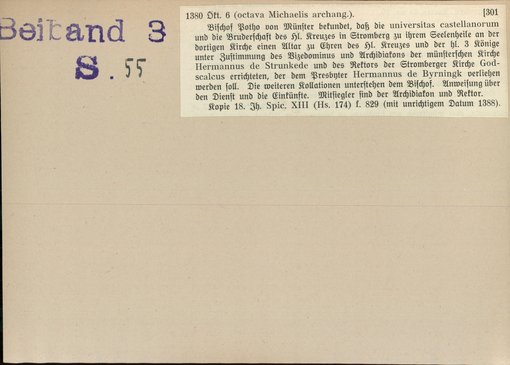 Beiband 3
S. 55
1380 Okt. 6 (octava Michaelis archang.). [301
Bischof Potho von Münster bekundet, daß die universitas castellanorum
und die Bruderschaft des hl. Kreuzes in Stromberg zu ihrem Seelenheile an der
dortigen Kirche einen Altar zu Ehren des hl. Kreuzes und der hl. 3 Könige
unter Zustimmung des Vizedominus und Archidiakons der münsterschen Kirche
Hermannus de Strunkede und des Rektors der Stromberger Kirche God-
scalcus errichteten, der dem Presbyter Hermannus de Byrningk verliehen
werden soll. Die weiteren Kollationen unterstehen dem Bischof. Anweisung über
den Dienst und die Einkünfte. Mitsiegler sind der Archidiakon und Rektor.
Kopie 18. Jh. Spic. XIII (Hs. 174) f. 829 (mit unrichtigem Datum 1388).